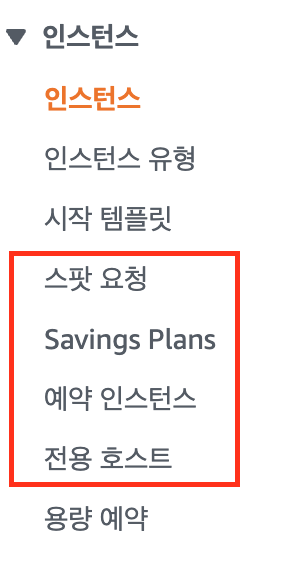 인스턴스
인스턴스
인스턴스 유형
시작 템플릿
스팟 요청
Savings Plans
예약 인스턴스
전용 호스트
용량 예약